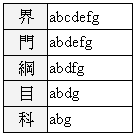 界 abcdefg
門 abdefg
綱 abdfg
目 abdg
科 abg